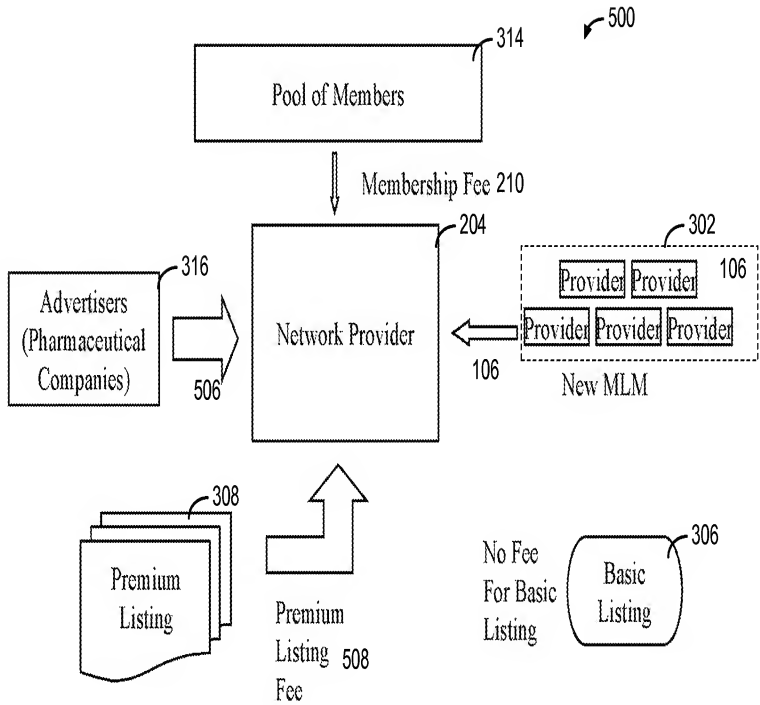 500
314
Pool of Members
Membership Fee 210
204
302
316
106
Provider Provider
Advertisers
(Pharmaceutical
Companies)
Network Provider
Provider Provider Provider
506
106
New MLM
308
306
Premium
Listing
No Fee
For Basic
Listing
Basic
Listing
Premium
Listing 508
Fee